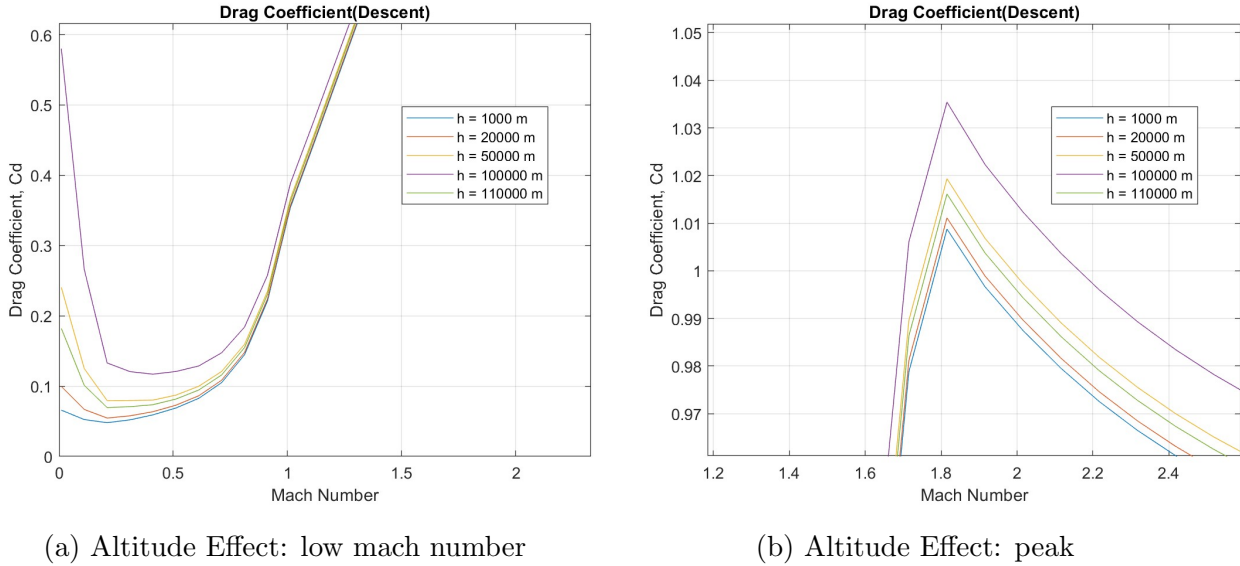 Drag Coefficient(Descent)
0.6
0.5
0.4
0.3
0.2
0.1
0
Drag Coefficient, Cd
h = 1000 m
h = 20000 m
h = 50000 m
h = 100000 m
h = 110000 m
0 0.5 1 1.5 2
Mach Number
(a) Altitude Effect: low mach number
Drag Coefficient(Descent)
1.05
1.04
1.03
1.02
1.01
1
0.99
0.98
0.97
Drag Coefficient, Cd
h = 1000 m
h = 20000 m
h = 50000 m
h = 100000 m
h = 110000 m
1.2 1.4 1.6 1.8 2 2.2 2.4
Mach Number
(b) Altitude Effect: peak